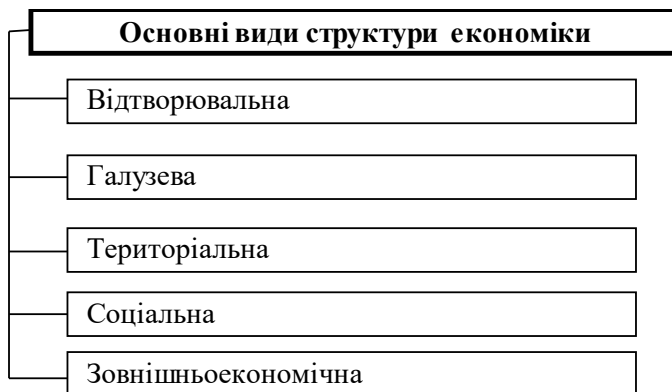 Основні види структури економіки
Відтворювальна
Галузева
Територіальна
Соціальна
Зовнішньоекономічна